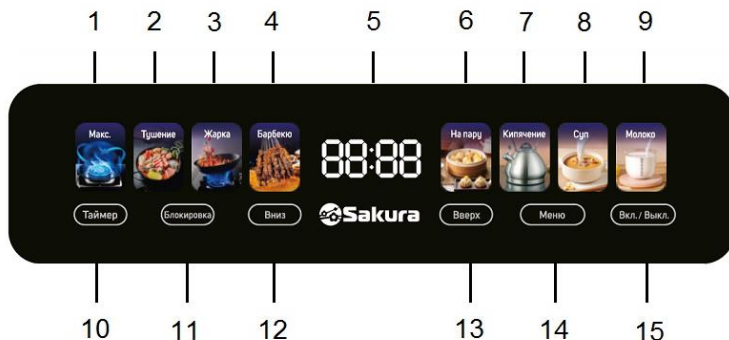 1 2 3 4 5 6 7 8 9
Макс. Тушение Жарка Барбекю 88:88 На пару Кипячение Суп Молоко
Таймер Блокировка Вниз Sakura Вверх Меню Вкл. / Выкл.
10 11 12 13 14 15